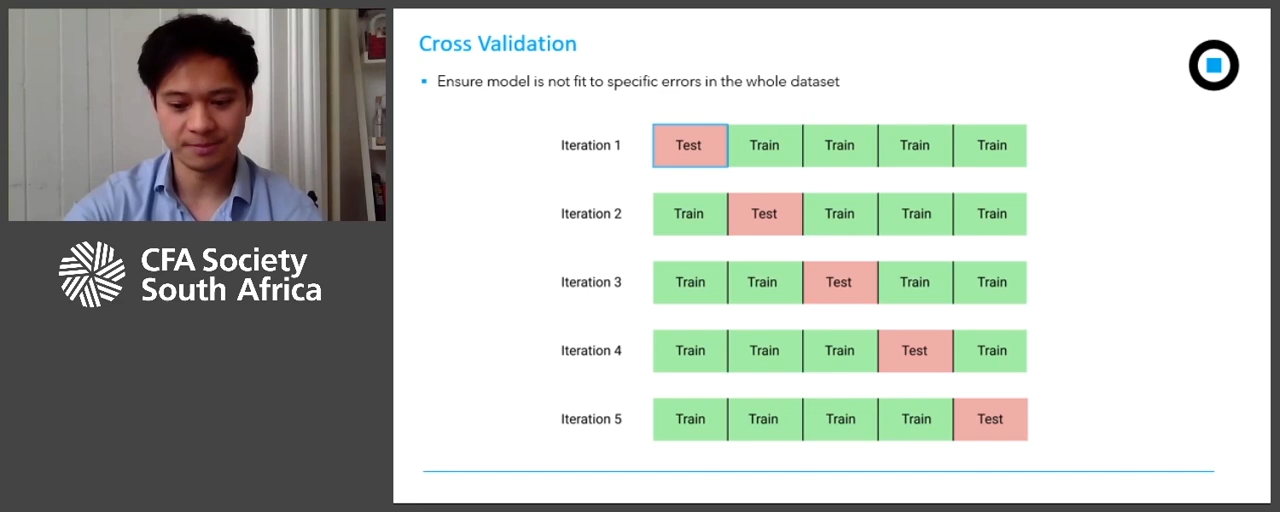 Cross Validation
▪ Ensure model is not fit to specific errors in the whole dataset
Iteration 1 Test Train Train Train Train
Iteration 2 Train Test Train Train Train
Iteration 3 Train Train Test Train Train
Iteration 4 Train Train Train Test Train
Iteration 5 Train Train Train Train Test
CFA Society
South Africa